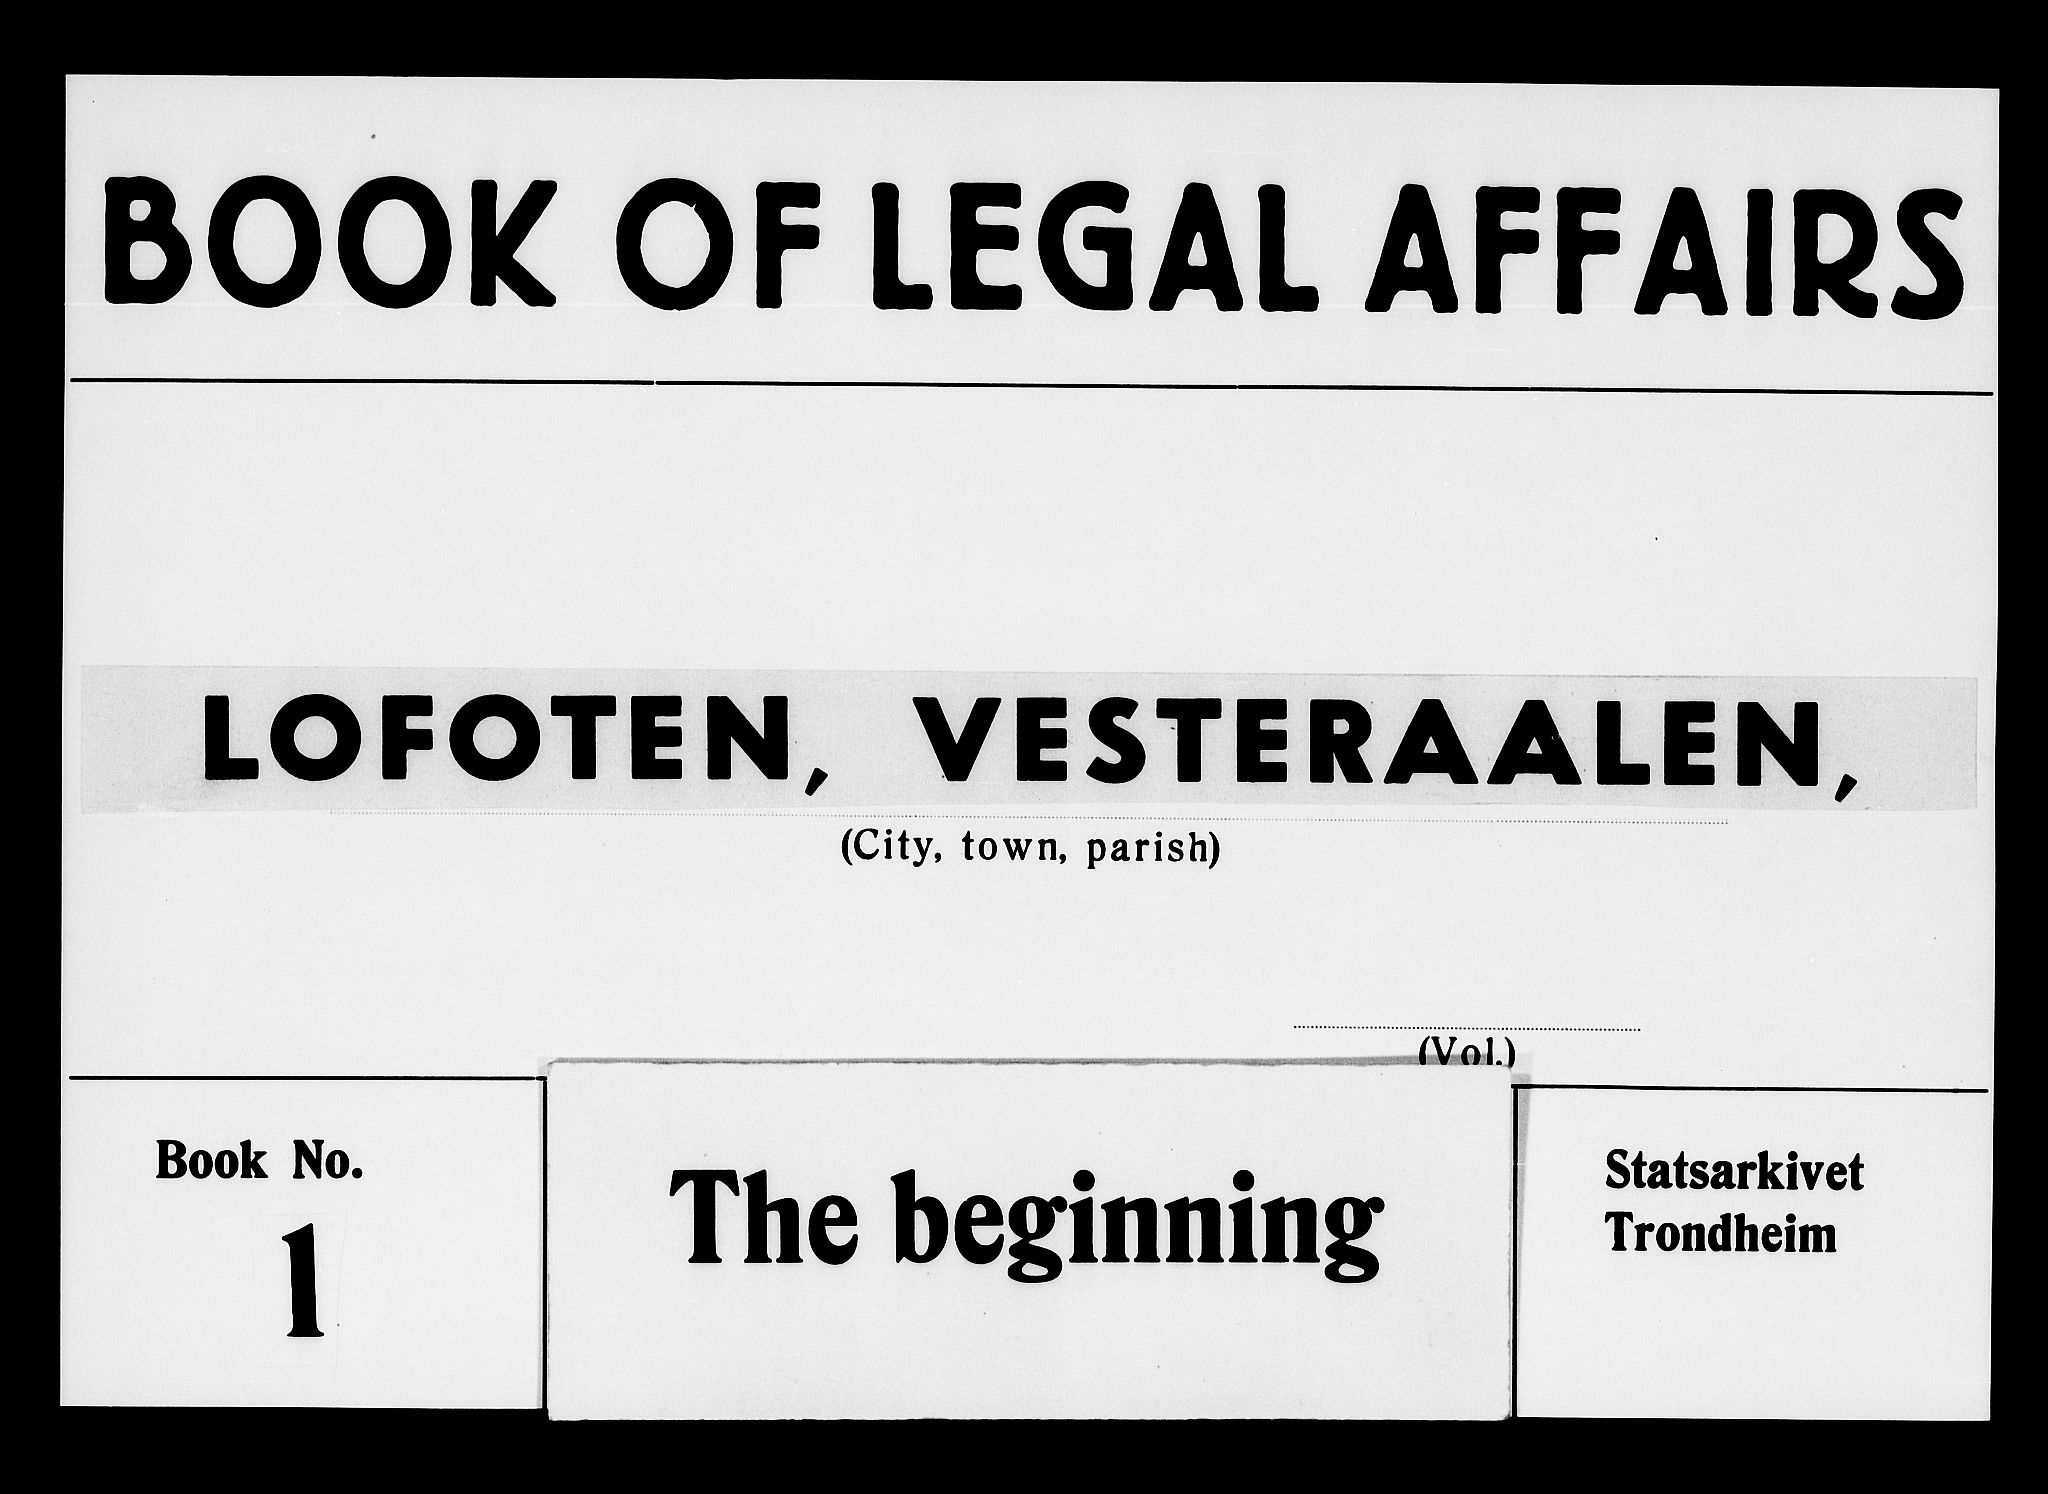 BOOK OF LEGAL AFFAIRS
LOFOTEN, VESTERAALEN,
(City, town, parish)
(Vol.)
Book No.
1
The beginning
Statsarkivet
Trondheim